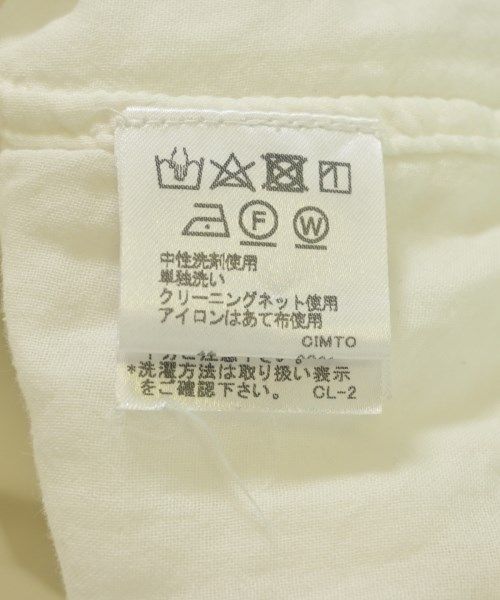 F W
中性洗剤使用
単独洗い
クリーニングネット使用
アイロンはあて布使用
CIMTO
*洗濯方法は取り扱い表示
をご確認下さい。 CL-2